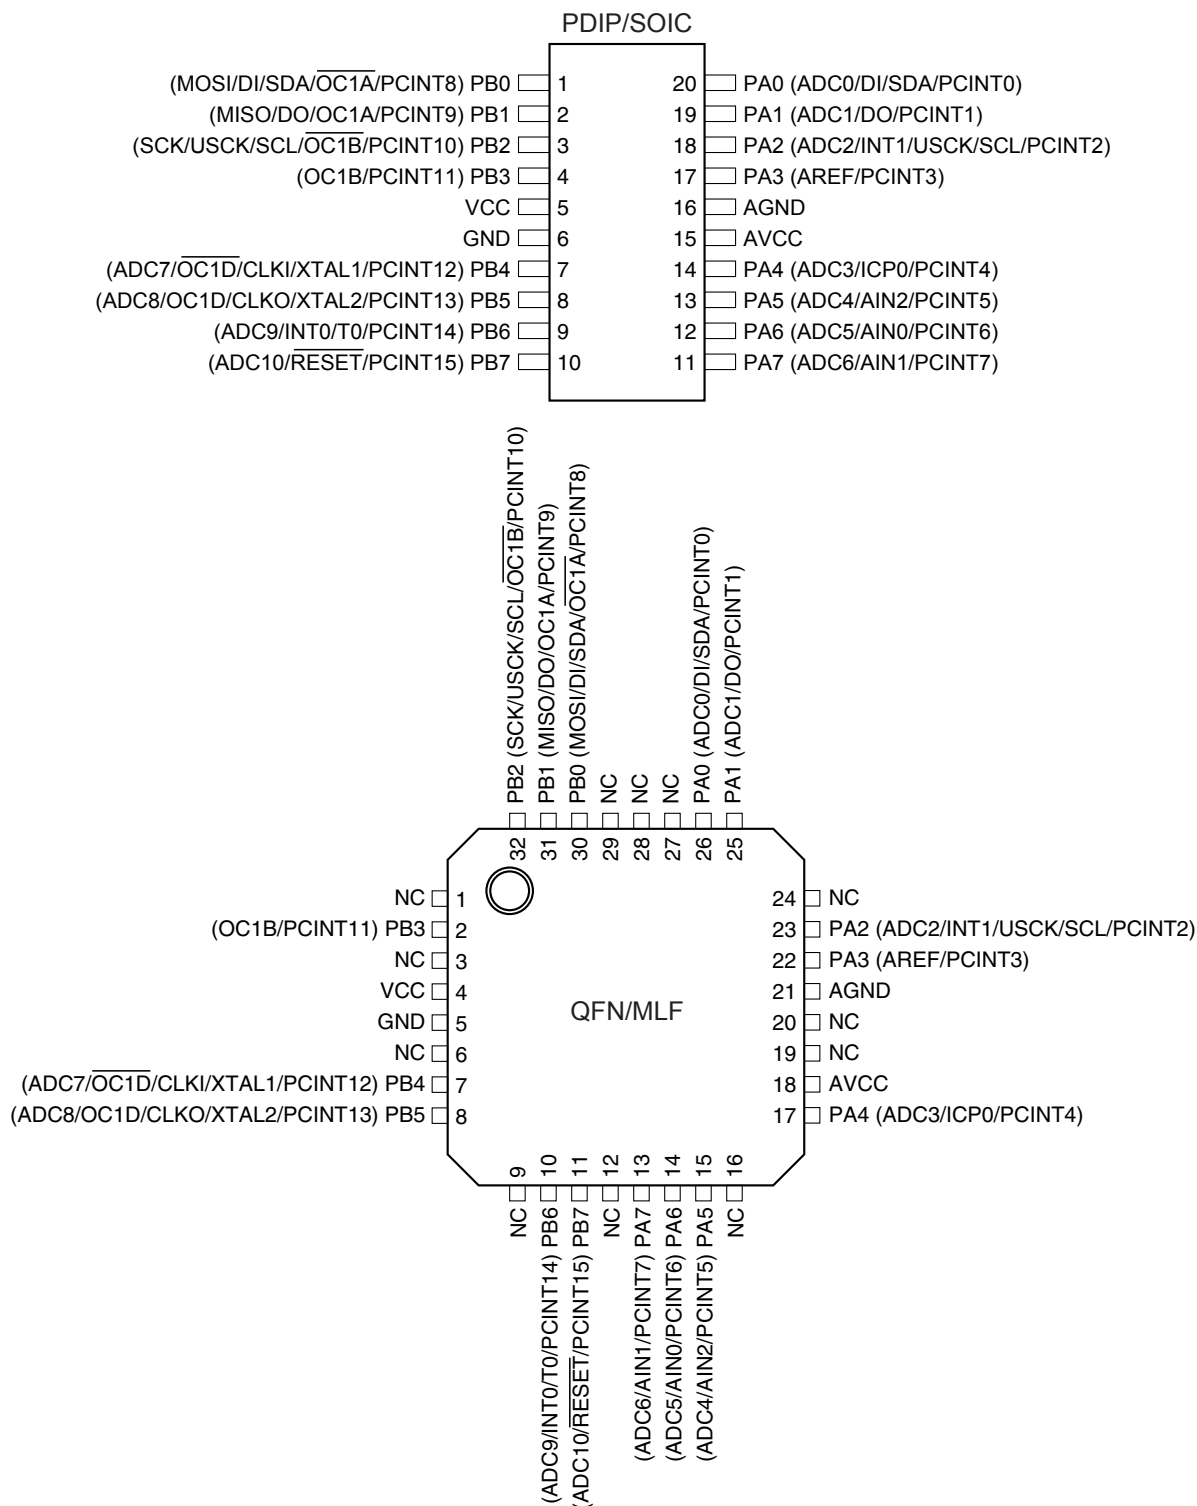 PDIP/SOIC
(MOSI/DI/SDA/OC1A/PCINT8) PB0 1 20 PA0 (ADC0/DI/SDA/PCINT0)
(MISO/DO/OC1A/PCINT9) PB1 2 19 PA1 (ADC1/DO/PCINT1)
(SCK/USCK/SCL/OC1B/PCINT10) PB2 3 18 PA2 (ADC2/INT1/USCK/SCL/PCINT2)
(OC1B/PCINT11) PB3 4 17 PA3 (AREF/PCINT3)
VCC 5 16 AGND
GND 6 15 AVCC
(ADC7/OC1D/CLKI/XTAL1/PCINT12) PB4 7 14 PA4 (ADC3/ICP0/PCINT4)
(ADC8/OC1D/CLKO/XTAL2/PCINT13) PB5 8 13 PA5 (ADC4/AIN2/PCINT5)
(ADC9/INT0/T0/PCINT14) PB6 9 12 PA6 (ADC5/AIN0/PCINT6)
(ADC10/RESET/PCINT15) PB7 10 11 PA7 (ADC6/AIN1/PCINT7)
PB2 (SCK/USCK/SCL/OC1B/PCINT10)
PB1 (MISO/DO/OC1A/PCINT9)
PB0 (MOSI/DI/SDA/OC1A/PCINT8)
NC
NC
NC
PA0 (ADC0/DI/SDA/PCINT0)
PA1 (ADC1/DO/PCINT1)
32 31 30 29 28 27 26 25
NC 1 24 NC
(OC1B/PCINT11) PB3 2 23 PA2 (ADC2/INT1/USCK/SCL/PCINT2)
NC 3 22 PA3 (AREF/PCINT3)
VCC 4 21 AGND
QFN/MLF
GND 5 20 NC
NC 6 19 NC
(ADC7/OC1D/CLKI/XTAL1/PCINT12) PB4 7 18 AVCC
(ADC8/OC1D/CLKO/XTAL2/PCINT13) PB5 8 17 PA4 (ADC3/ICP0/PCINT4)
9 10 11 12 13 14 15 16
NC
(ADC9/INT0/T0/PCINT14) PB6
(ADC10/RESET/PCINT15) PB7
NC
(ADC6/AIN1/PCINT7) PA7
(ADC5/AIN0/PCINT6) PA6
(ADC4/AIN2/PCINT5) PA5
NC